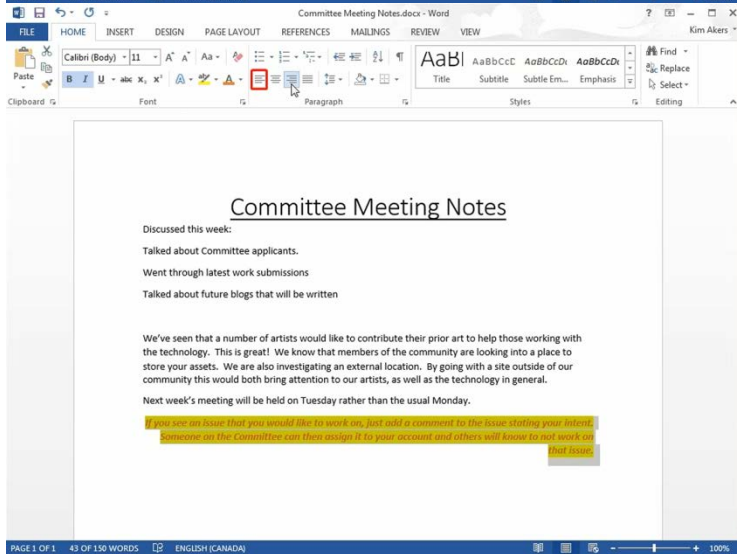 Committee Meeting Notes.docx - Word
FILE HOME INSERT DESIGN PAGE LAYOUT REFERENCES MAILINGS REVIEW VIEW Kim Akers
Calibri (Body) 11 Aa AaBl AaBbCcD AaBbCcDc AaBbCcDc Find
Paste B I U abc x₂ x² A A Title Subtitle Subtle Em... Emphasis Replace
Select
Clipboard Font Paragraph Styles Editing
Committee Meeting Notes
Discussed this week:
Talked about Committee applicants.
Went through latest work submissions
Talked about future blogs that will be written
We've seen that a number of artists would like to contribute their prior art to help those working with
the technology. This is great! We know that members of the community are looking into a place to
store your assets. We are also investigating an external location. By going with a site outside of our
community this would both bring attention to our artists, as well as the technology in general.
Next week's meeting will be held on Tuesday rather than the usual Monday.
If you see an issue that you would like to work on, just add a comment to the issue stating your intent.
Someone on the Committee can then assign it to your account and others will know to not work on
that issue.
PAGE 1 OF 1 43 OF 150 WORDS ENGLISH (CANADA) 100%